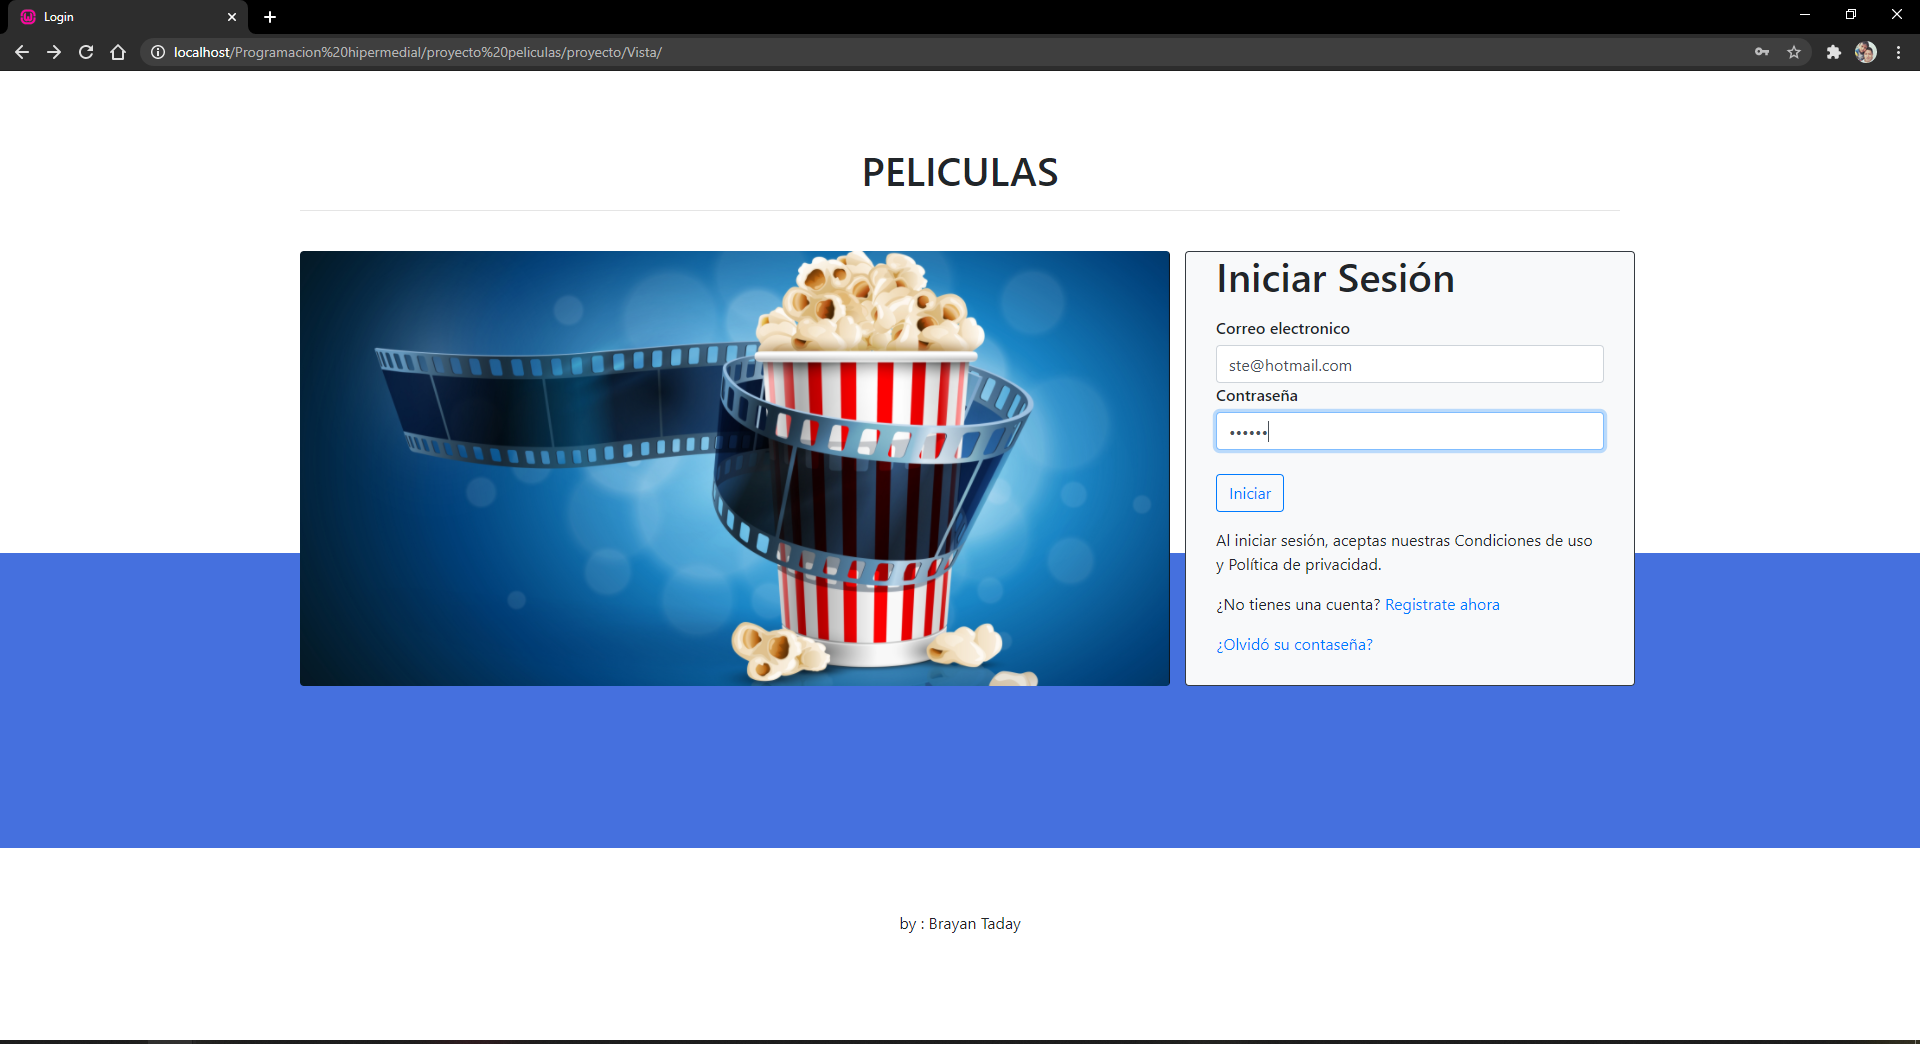 Login
localhost/Programacion%20hipermedial/proyecto%20peliculas/proyecto/Vista/
PELICULAS
Iniciar Sesión
Correo electronico
ste@hotmail.com
Contraseña
••••••
Iniciar
Al iniciar sesión, aceptas nuestras Condiciones de uso
y Política de privacidad.
¿No tienes una cuenta? Registrate ahora
¿Olvidó su contaseña?
by : Brayan Taday